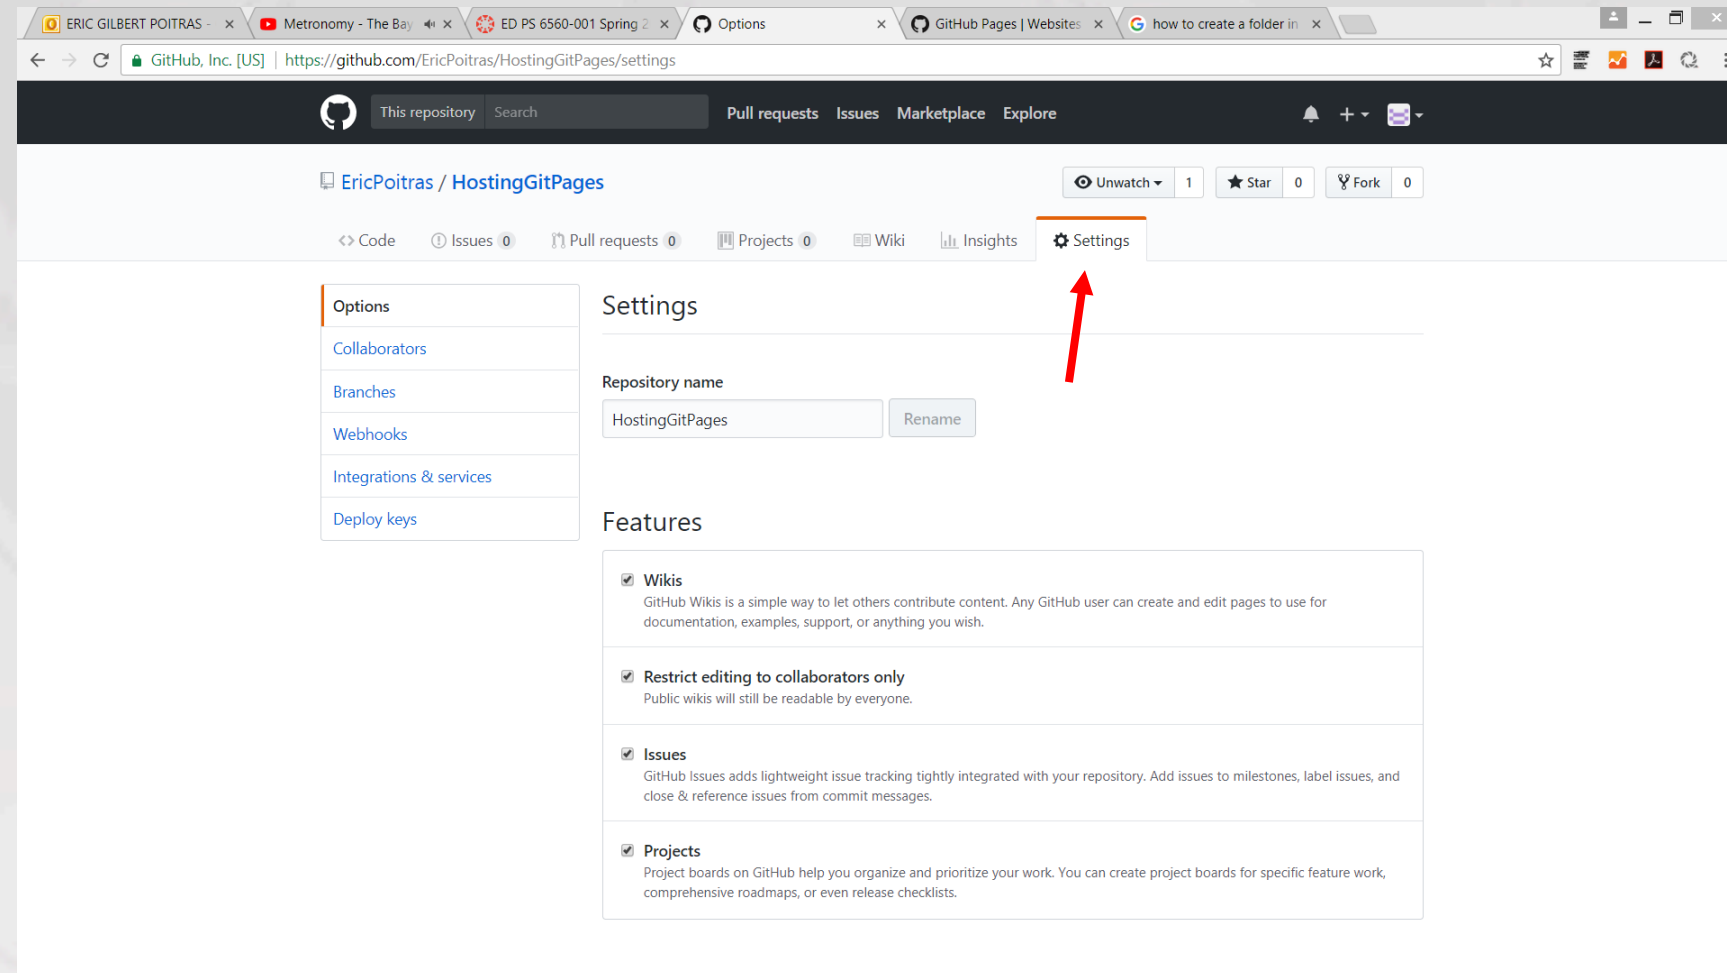 ERIC GILBERT POITRAS -
Metronomy - The Bay
ED PS 6560-001 Spring 2
Options
GitHub Pages | Websites
how to create a folder in
GitHub, Inc. [US] https://github.com/EricPoitras/HostingGitPages/settings
This repository Search Pull requests Issues Marketplace Explore
EricPoitras / HostingGitPages
Unwatch 1 Star 0 Fork 0
Code Issues 0 Pull requests 0 Projects 0 Wiki Insights Settings
Options
Collaborators
Branches
Webhooks
Integrations & services
Deploy keys
Settings
Repository name
HostingGitPages Rename
Features
Wikis
GitHub Wikis is a simple way to let others contribute content. Any GitHub user can create and edit pages to use for
documentation, examples, support, or anything you wish.
Restrict editing to collaborators only
Public wikis will still be readable by everyone.
Issues
GitHub Issues adds lightweight issue tracking tightly integrated with your repository. Add issues to milestones, label issues, and
close & reference issues from commit messages.
Projects
Project boards on GitHub help you organize and prioritize your work. You can create project boards for specific feature work,
comprehensive roadmaps, or even release checklists.